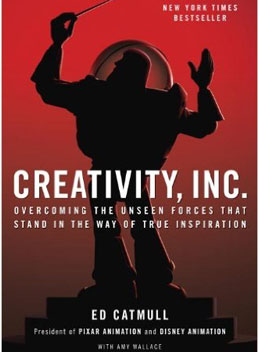 NEW YORK TIMES
BESTSELLER
CREATIVITY, INC.
OVERCOMING THE UNSEEN FORCES THAT
STAND IN THE WAY OF TRUE INSPIRATION
ED CATMULL
President of PIXAR ANIMATION and DISNEY ANIMATION
WITH AMY WALLACE